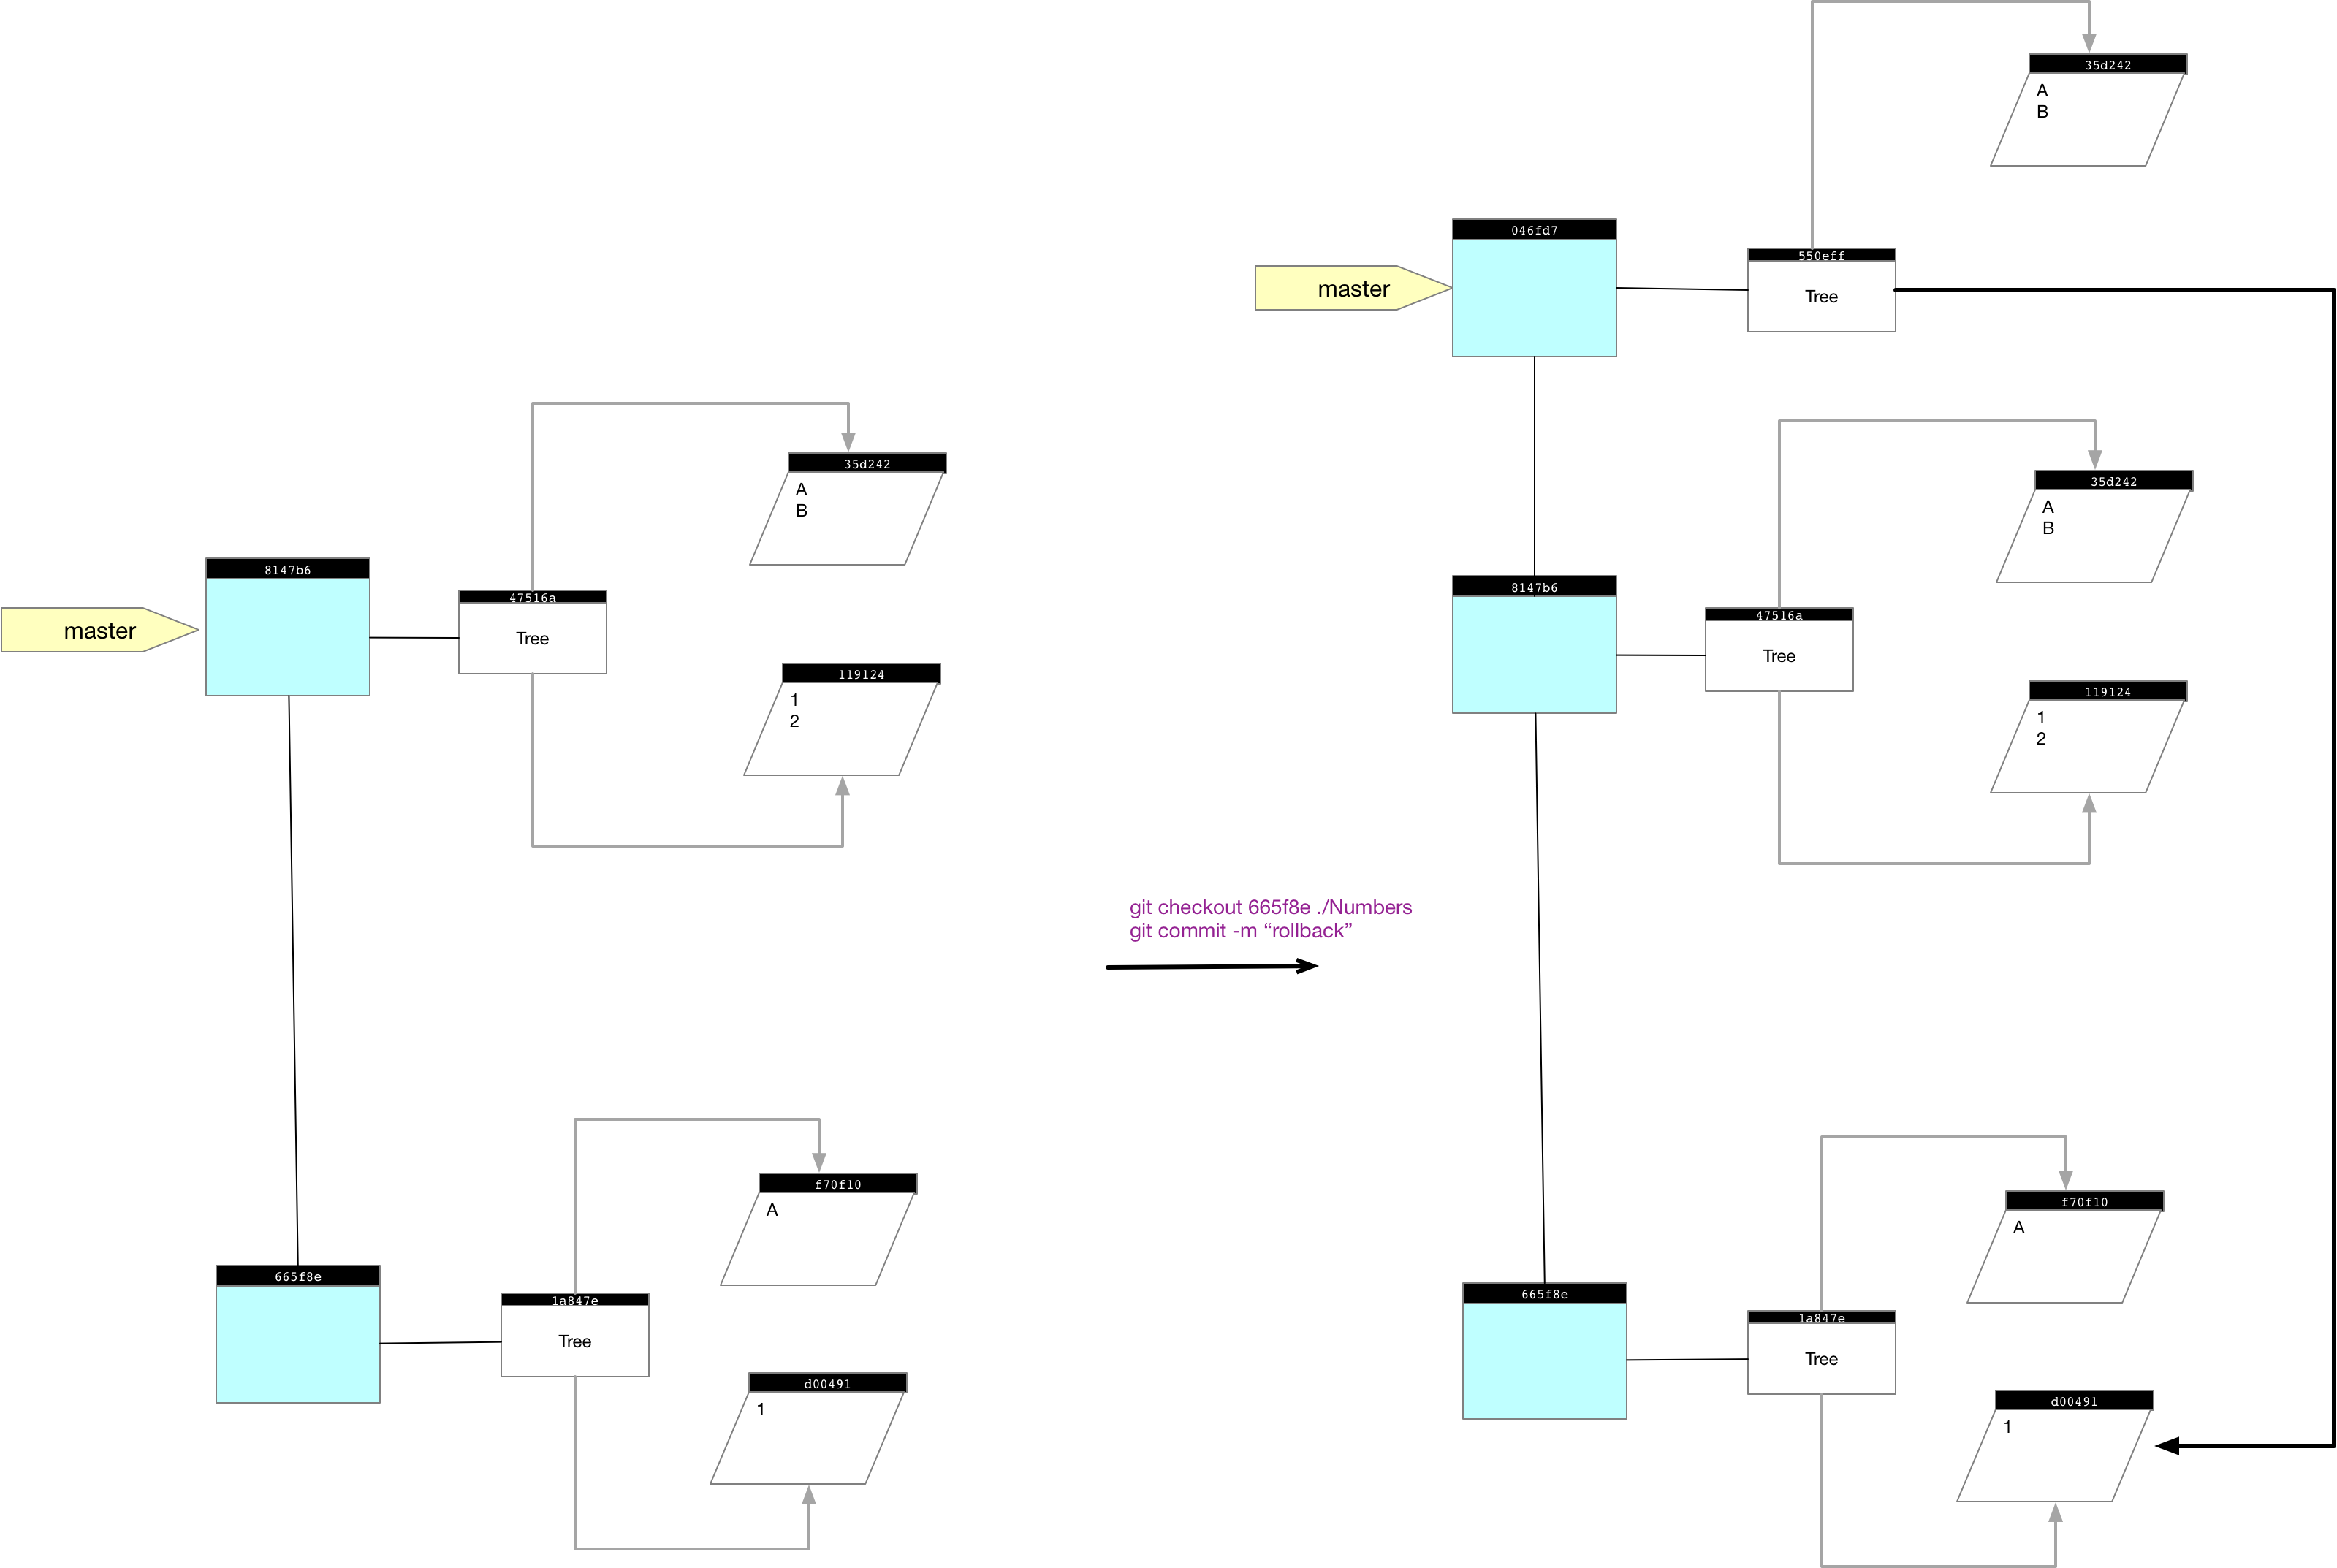 35d242
A
B
046fd7
550eff
Tree
master
35d242
A
B
8147b6
47516a
Tree
master
119124
1
2
35d242
A
B
8147b6
47516a
Tree
119124
1
2
git checkout 665f8e ./Numbers
git commit -m “rollback”
f70f10
A
665f8e
1a847e
Tree
d00491
1
f70f10
A
665f8e
1a847e
Tree
d00491
1